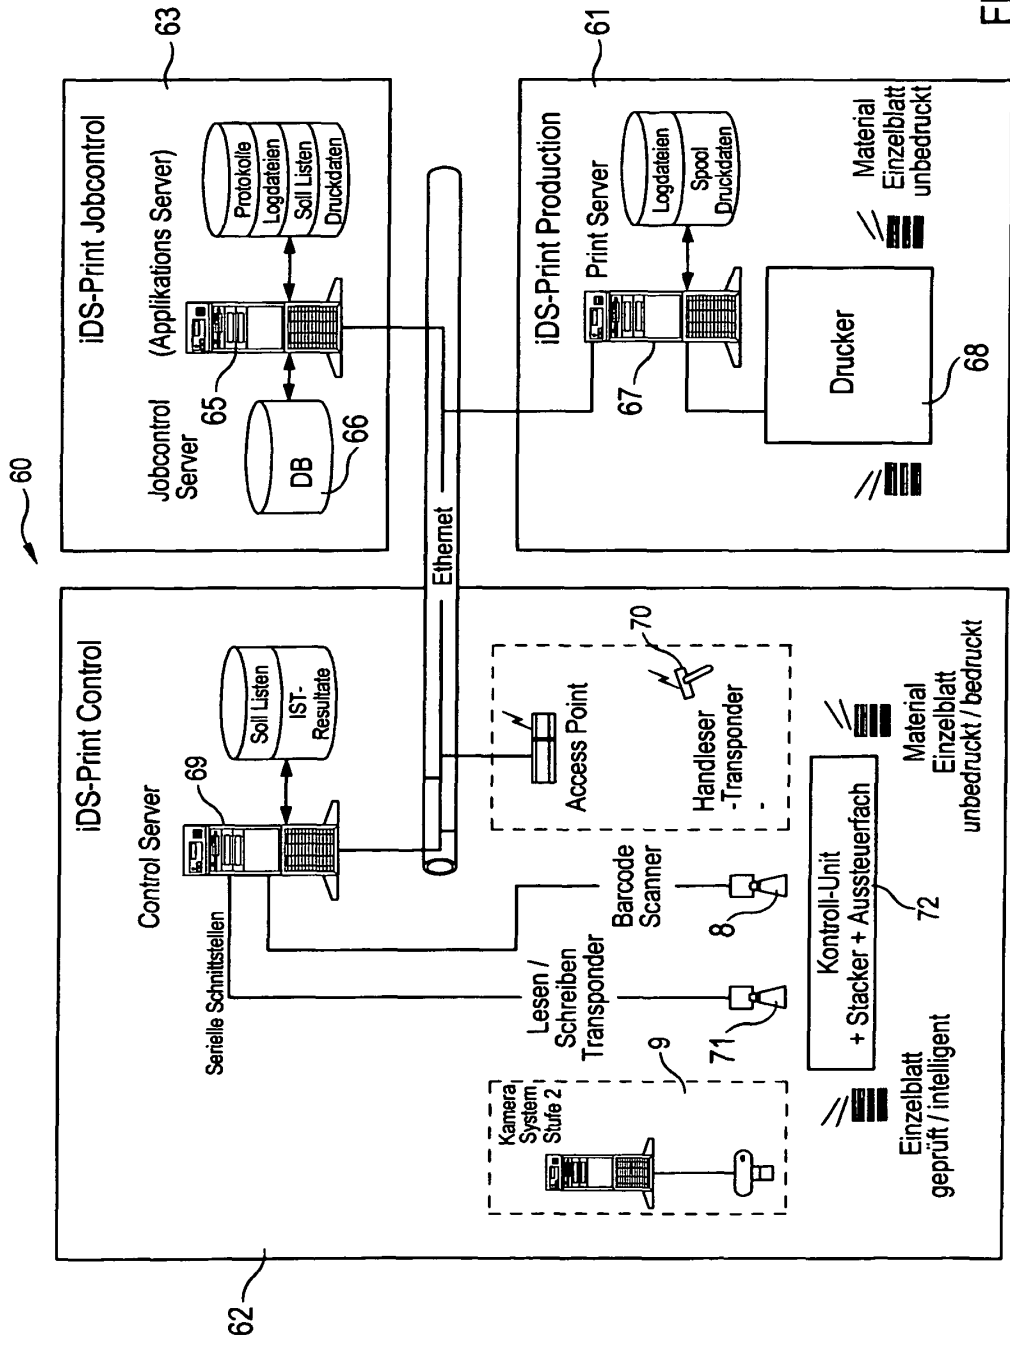 60
62
iDS-Print Control
Control Server
69
Soll Listen
IST-
Resultate
Serielle Schnittstellen
Ethernet
Kamera
System
Stufe 2
9
Lesen /
Schreiben
Transponder
71
Barcode
Scanner
8
Access Point
70
Handleser
-Transponder
-
Kontroll-Unit
+ Stacker + Aussteuerfach
72
Einzelblatt
geprüft / intelligent
Material
Einzelblatt
unbedruckt / bedruckt
63
iDS-Print Jobcontrol
Jobcontrol
Server
(Applikations Server)
65
DB
66
Protokolle
Logdateien
Soll Listen
Druckdaten
61
iDS-Print Production
Print Server
67
Logdateien
Spool
Druckdaten
Drucker
68
Material
Einzelblatt
unbedruckt